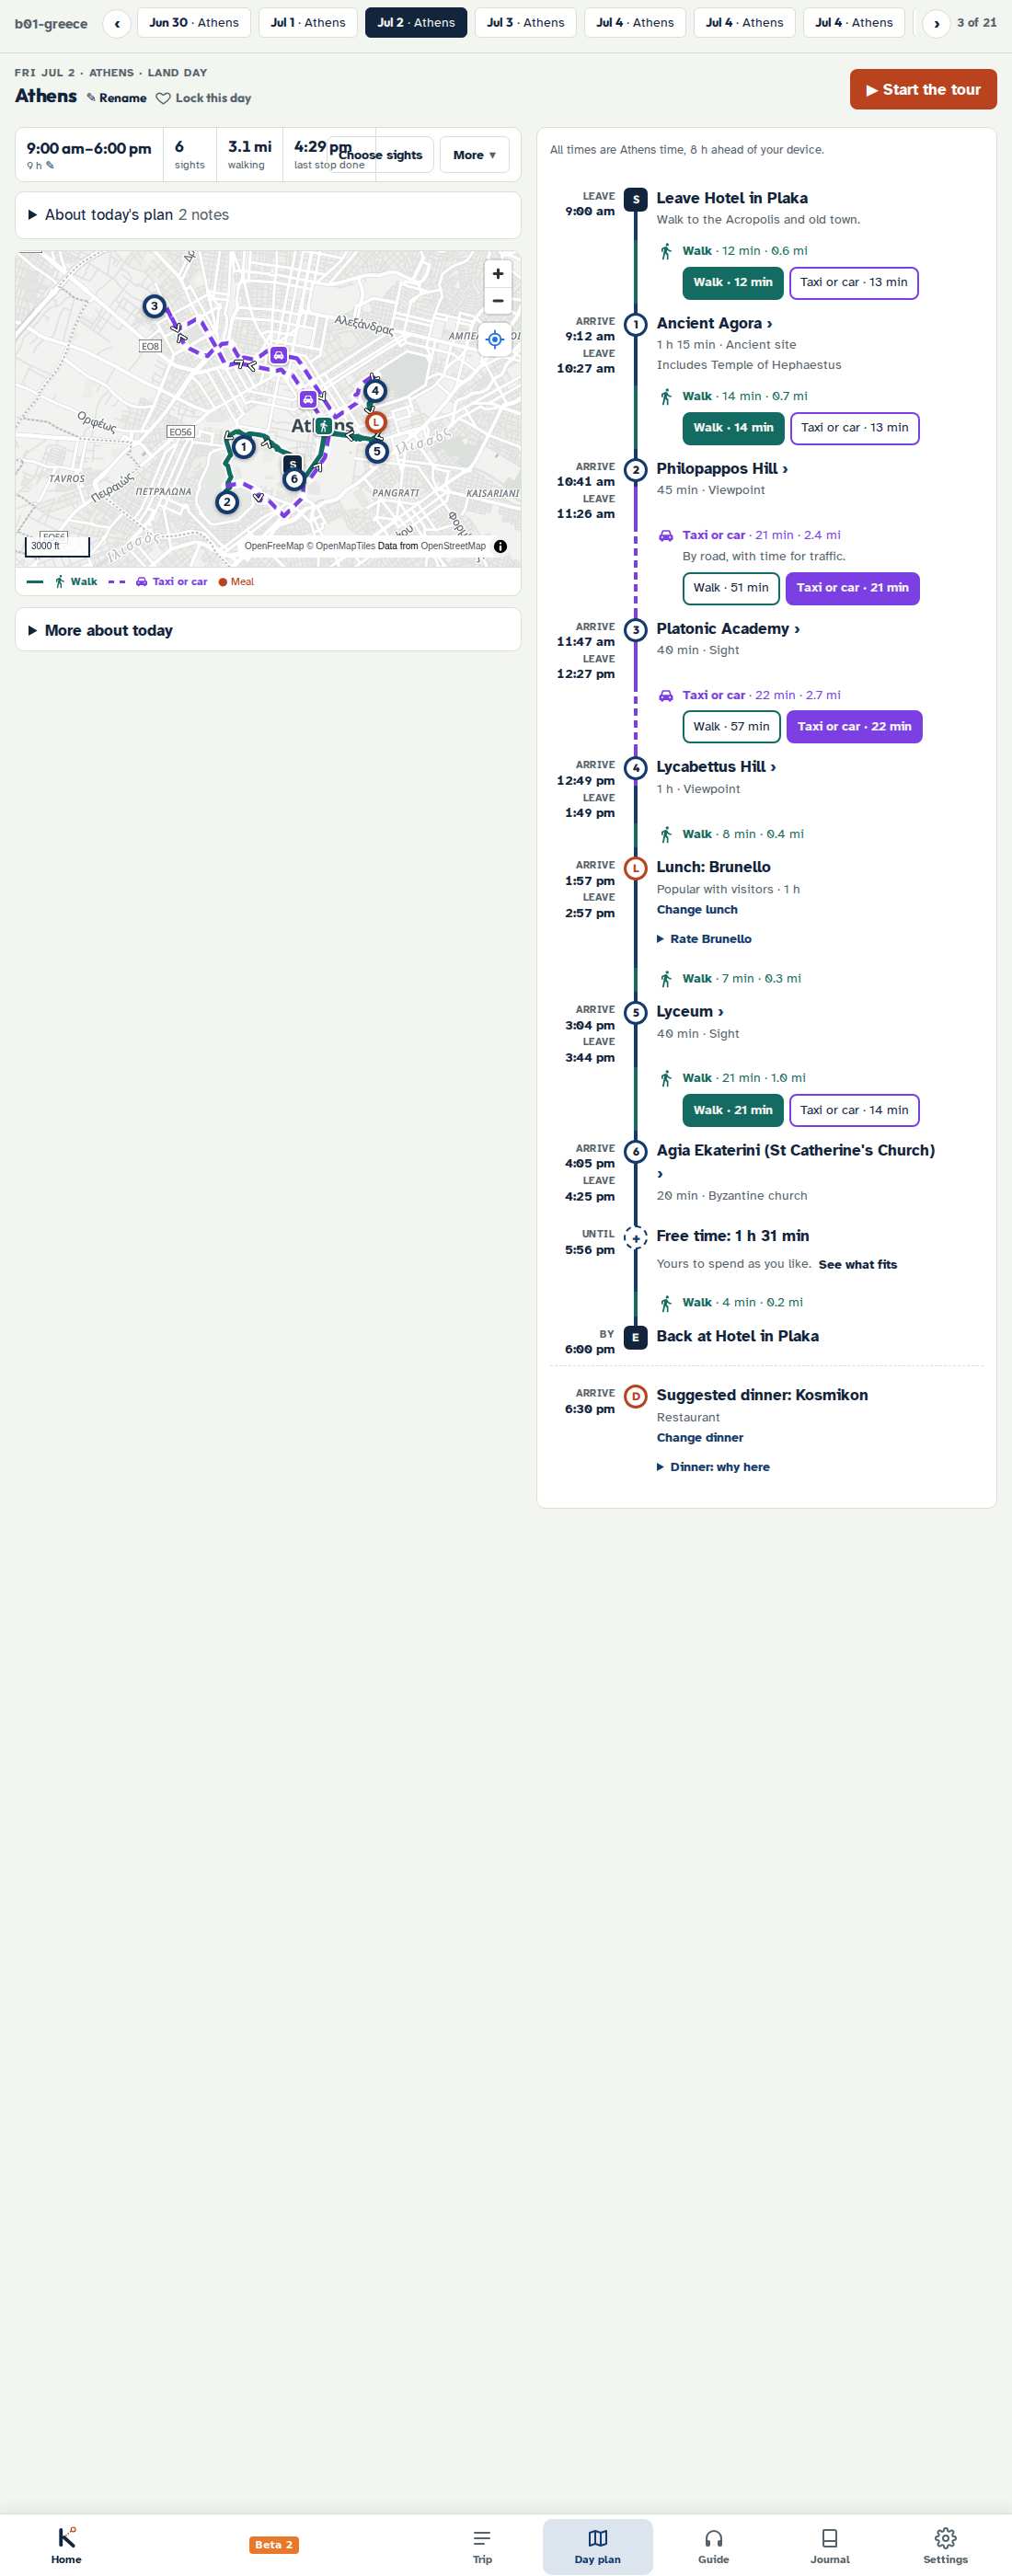 b01-greece
‹
Jun 30 · Athens
Jul 1 · Athens
Jul 2 · Athens
Jul 3 · Athens
Jul 4 · Athens
Jul 4 · Athens
Jul 4 · Athens
›
3 of 21
FRI JUL 2 · ATHENS · LAND DAY
Athens ✎ Rename Lock this day
▶ Start the tour
9:00 am–6:00 pm
9 h ✎
6
sights
3.1 mi
walking
4:29 pm
last stop done
Choose sights
More ▾
▶ About today's plan 2 notes
3
EO8
Αλεξάνδρας
4
Athens
L
Ορφέως
EO56
1
5
Ιλισσός
S
6
TAVROS
Πειραιώς
ΠΕΤΡΑΛΩΝΑ
2
PANGRATI
KAISARIANI
Ιλισσός
3000 ft
OpenFreeMap © OpenMapTiles Data from OpenStreetMap
Walk
Taxi or car
Meal
▶ More about today
All times are Athens time, 8 h ahead of your device.
LEAVE
9:00 am
S
Leave Hotel in Plaka
Walk to the Acropolis and old town.
Walk · 12 min · 0.6 mi
Walk · 12 min
Taxi or car · 13 min
ARRIVE
9:12 am
LEAVE
10:27 am
1
Ancient Agora ›
1 h 15 min · Ancient site
Includes Temple of Hephaestus
Walk · 14 min · 0.7 mi
Walk · 14 min
Taxi or car · 13 min
ARRIVE
10:41 am
LEAVE
11:26 am
2
Philopappos Hill ›
45 min · Viewpoint
Taxi or car · 21 min · 2.4 mi
By road, with time for traffic.
Walk · 51 min
Taxi or car · 21 min
ARRIVE
11:47 am
LEAVE
12:27 pm
3
Platonic Academy ›
40 min · Sight
Taxi or car · 22 min · 2.7 mi
Walk · 57 min
Taxi or car · 22 min
ARRIVE
12:49 pm
LEAVE
1:49 pm
4
Lycabettus Hill ›
1 h · Viewpoint
Walk · 8 min · 0.4 mi
ARRIVE
1:57 pm
LEAVE
2:57 pm
L
Lunch: Brunello
Popular with visitors · 1 h
Change lunch
▶ Rate Brunello
Walk · 7 min · 0.3 mi
ARRIVE
3:04 pm
LEAVE
3:44 pm
5
Lyceum ›
40 min · Sight
Walk · 21 min · 1.0 mi
Walk · 21 min
Taxi or car · 14 min
ARRIVE
4:05 pm
LEAVE
4:25 pm
6
Agia Ekaterini (St Catherine's Church)
›
20 min · Byzantine church
UNTIL
5:56 pm
+
Free time: 1 h 31 min
Yours to spend as you like. See what fits
Walk · 4 min · 0.2 mi
BY
6:00 pm
E
Back at Hotel in Plaka
ARRIVE
6:30 pm
D
Suggested dinner: Kosmikon
Restaurant
Change dinner
▶ Dinner: why here
Home
Beta 2
Trip
Day plan
Guide
Journal
Settings